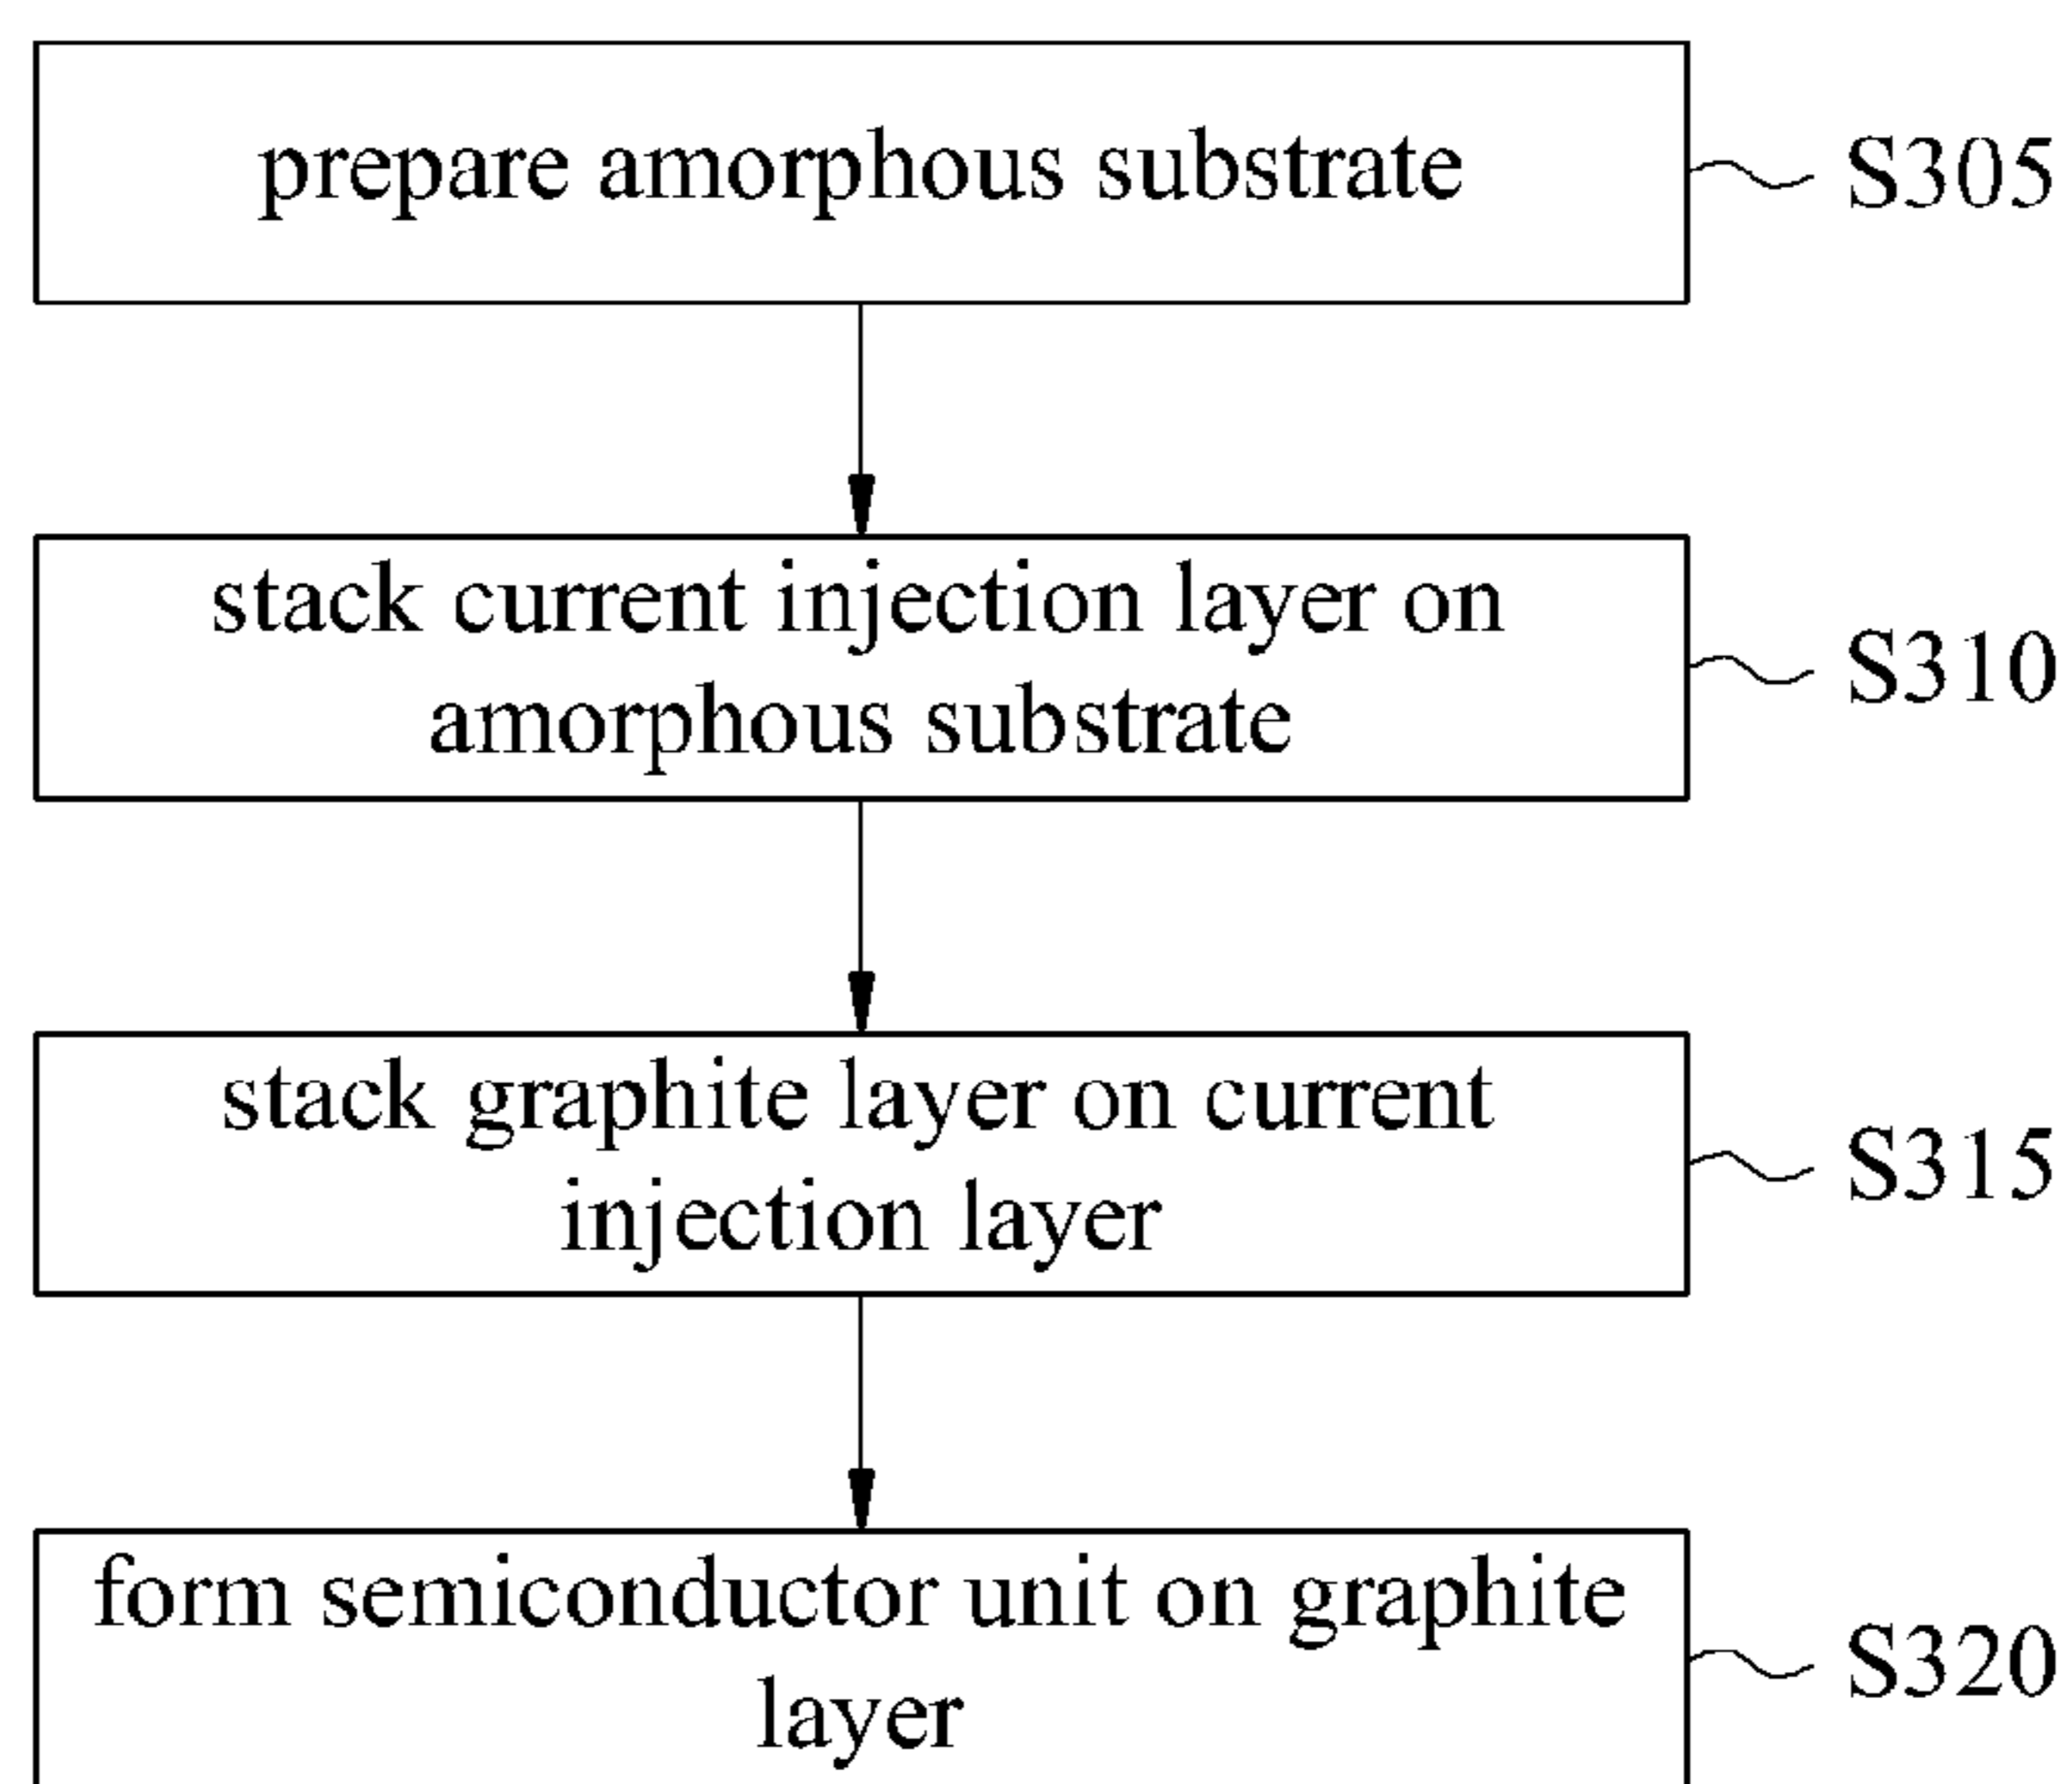 prepare amorphous substrate
S305
stack current injection layer on
amorphous substrate
S310
stack graphite layer on current
injection layer
S315
form semiconductor unit on graphite
layer
S320